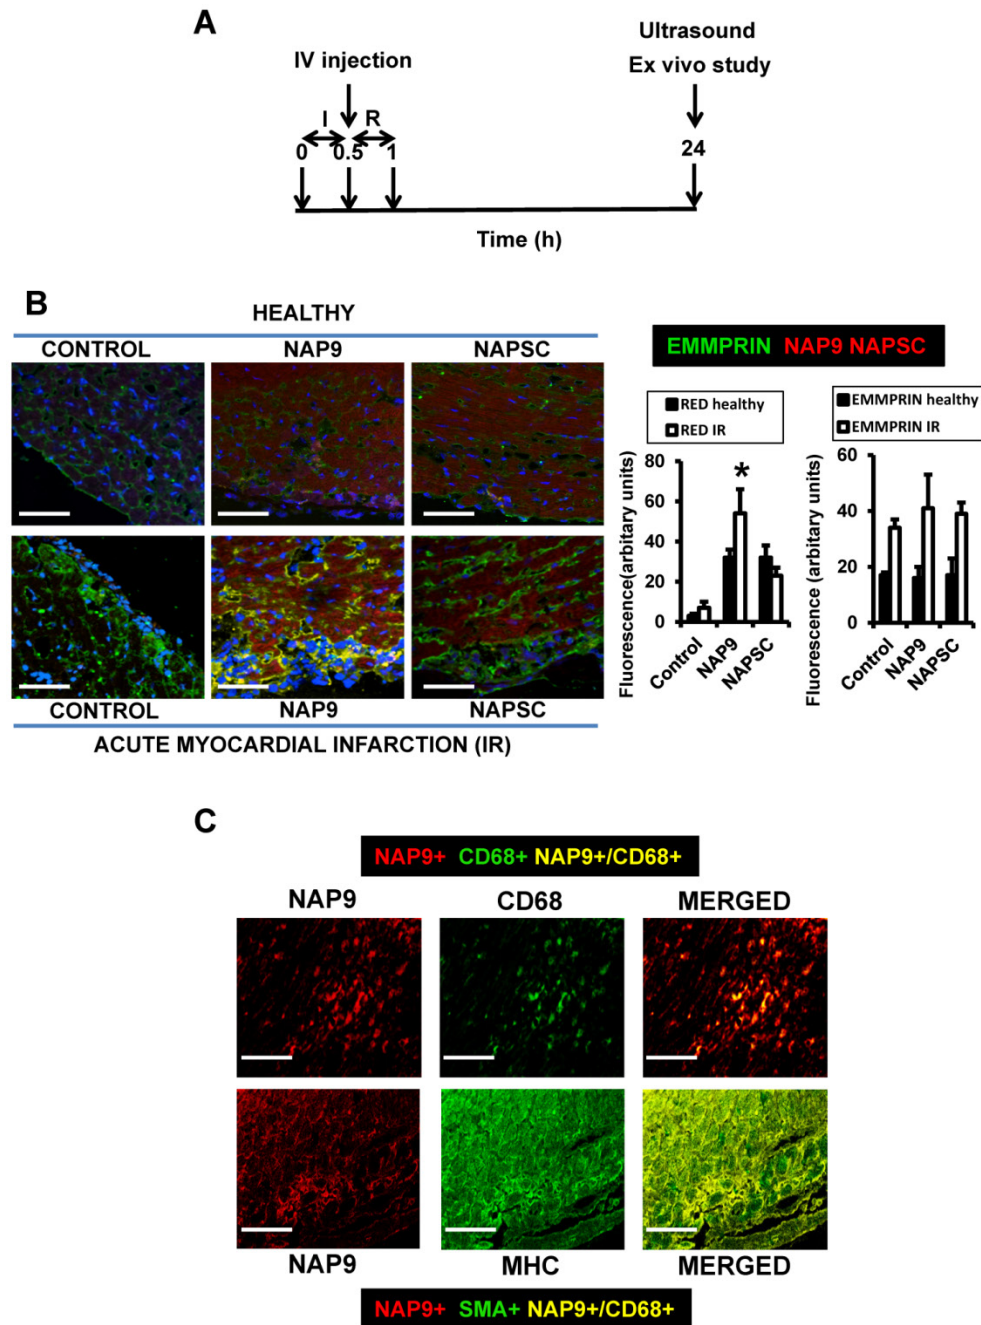 A
IV injection
Ultrasound
Ex vivo study
I R
0 0.5 1 24
Time (h)
B
HEALTHY
CONTROL NAP9 NAPSC
CONTROL NAP9 NAPSC
ACUTE MYOCARDIAL INFARCTION (IR)
EMMPRIN NAP9 NAPSC
RED healthy
RED IR
Fluorescence(arbitary units)
80
60
40
20
0
*
Control NAP9 NAPSC
EMMPRIN healthy
EMMPRIN IR
Fluorescence (arbitary units)
60
40
20
0
Control NAP9 NAPSC
C
NAP9+ CD68+ NAP9+/CD68+
NAP9 CD68 MERGED
NAP9 MHC MERGED
NAP9+ SMA+ NAP9+/CD68+